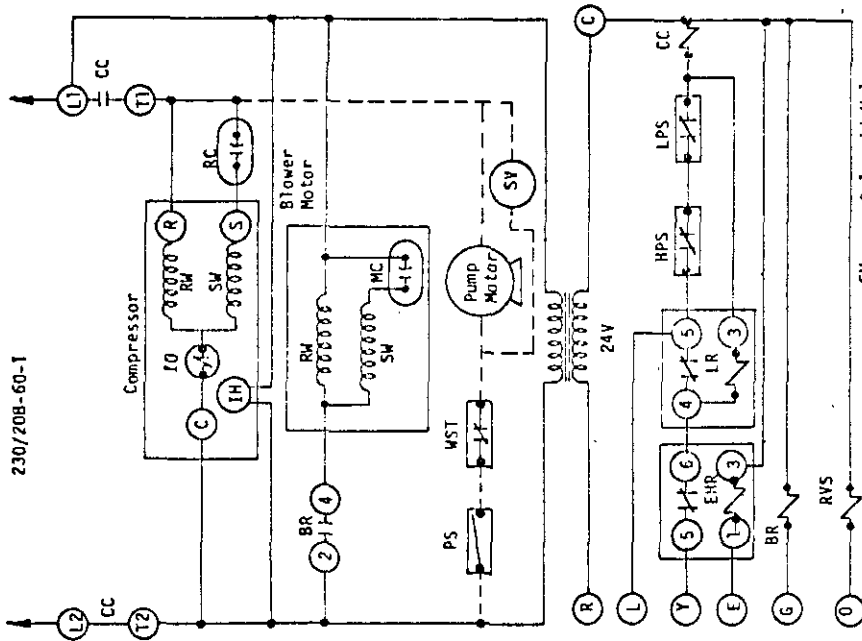 230/208-60-1
L2
CC
T2
L1
CC
T1
Compressor
C
IO
RW
R
SW
S
RC
IH
Blower
Motor
BR
2
4
RW
SW
MC
PS
WST
Pump
Motor
SV
24V
R
C
L
Y
5
6
4
5
HPS
LPS
CC
E
1
EHR
3
LR
3
G
BR
O
RVS